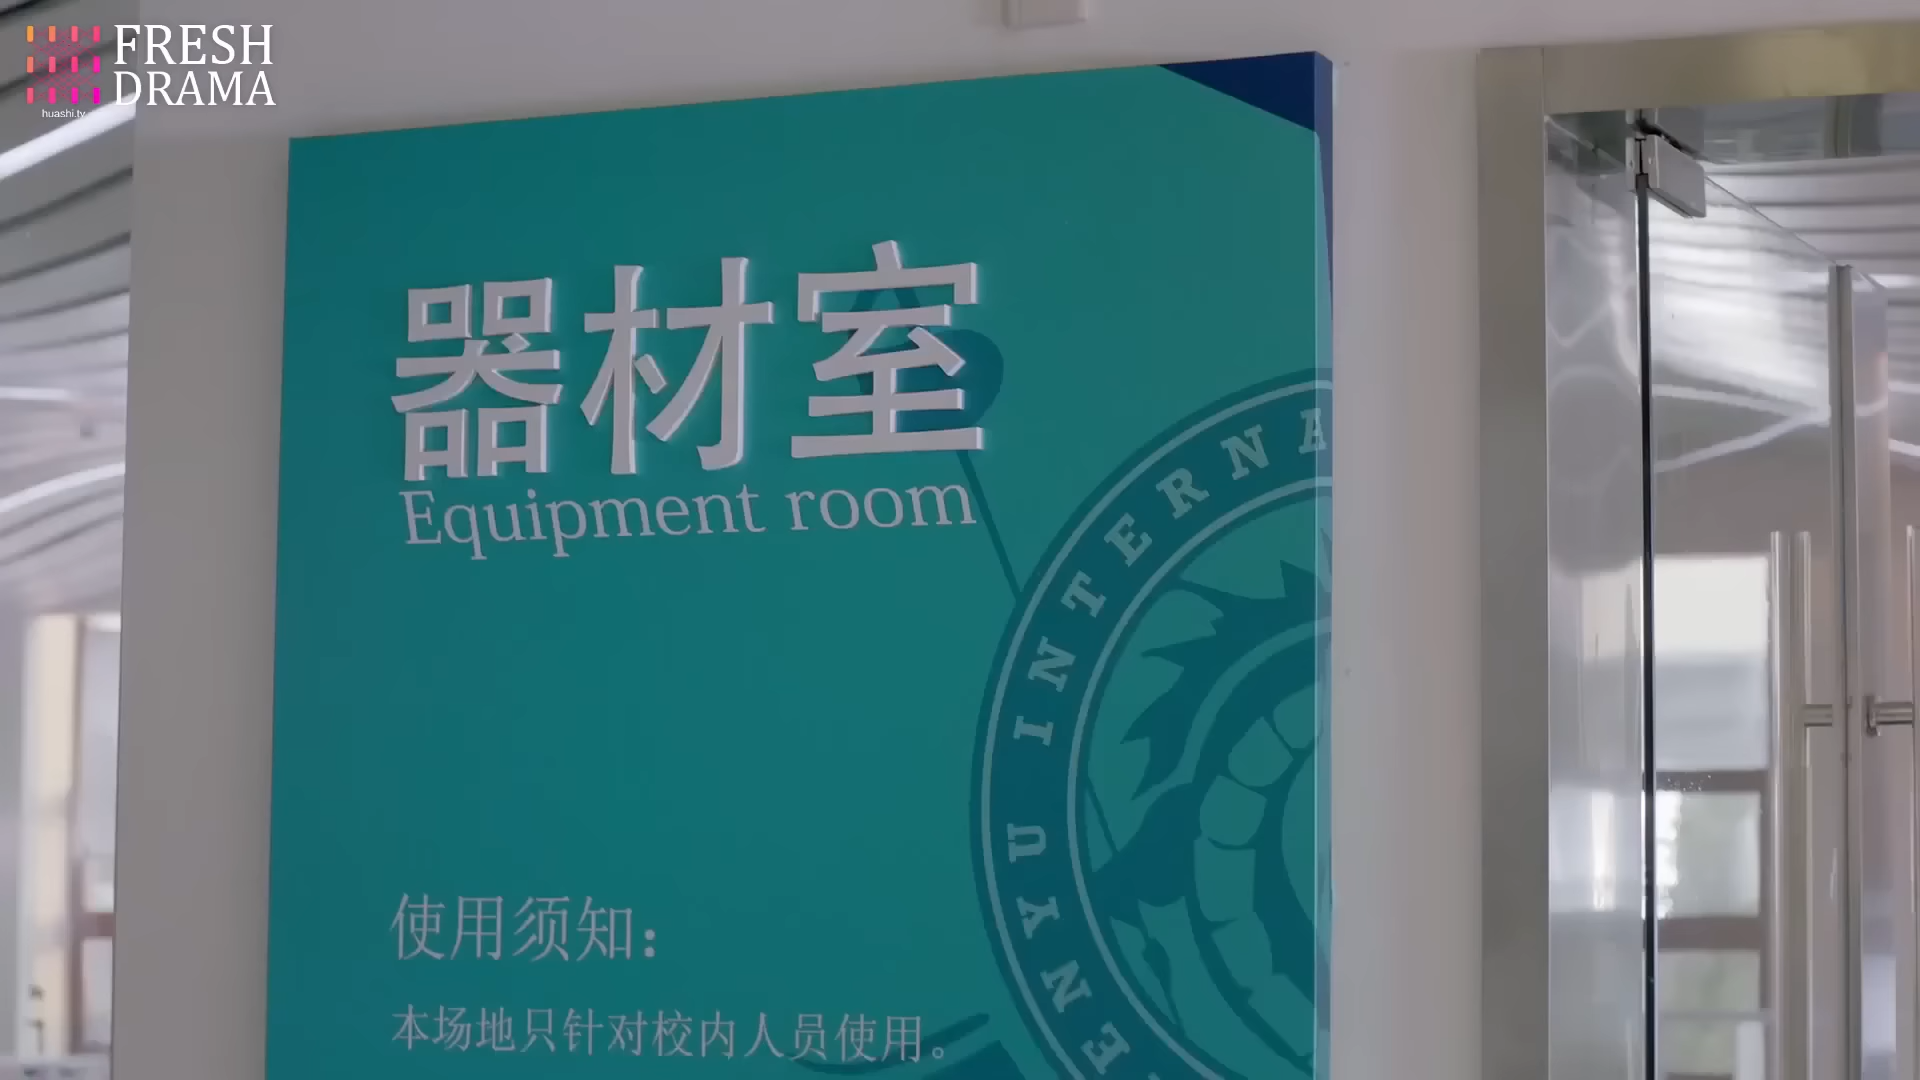 FRESH
DRAMA
huashi.tv
器材室
Equipment room
ENYU INTERNA
使用须知：
本场地只针对校内人员使用。